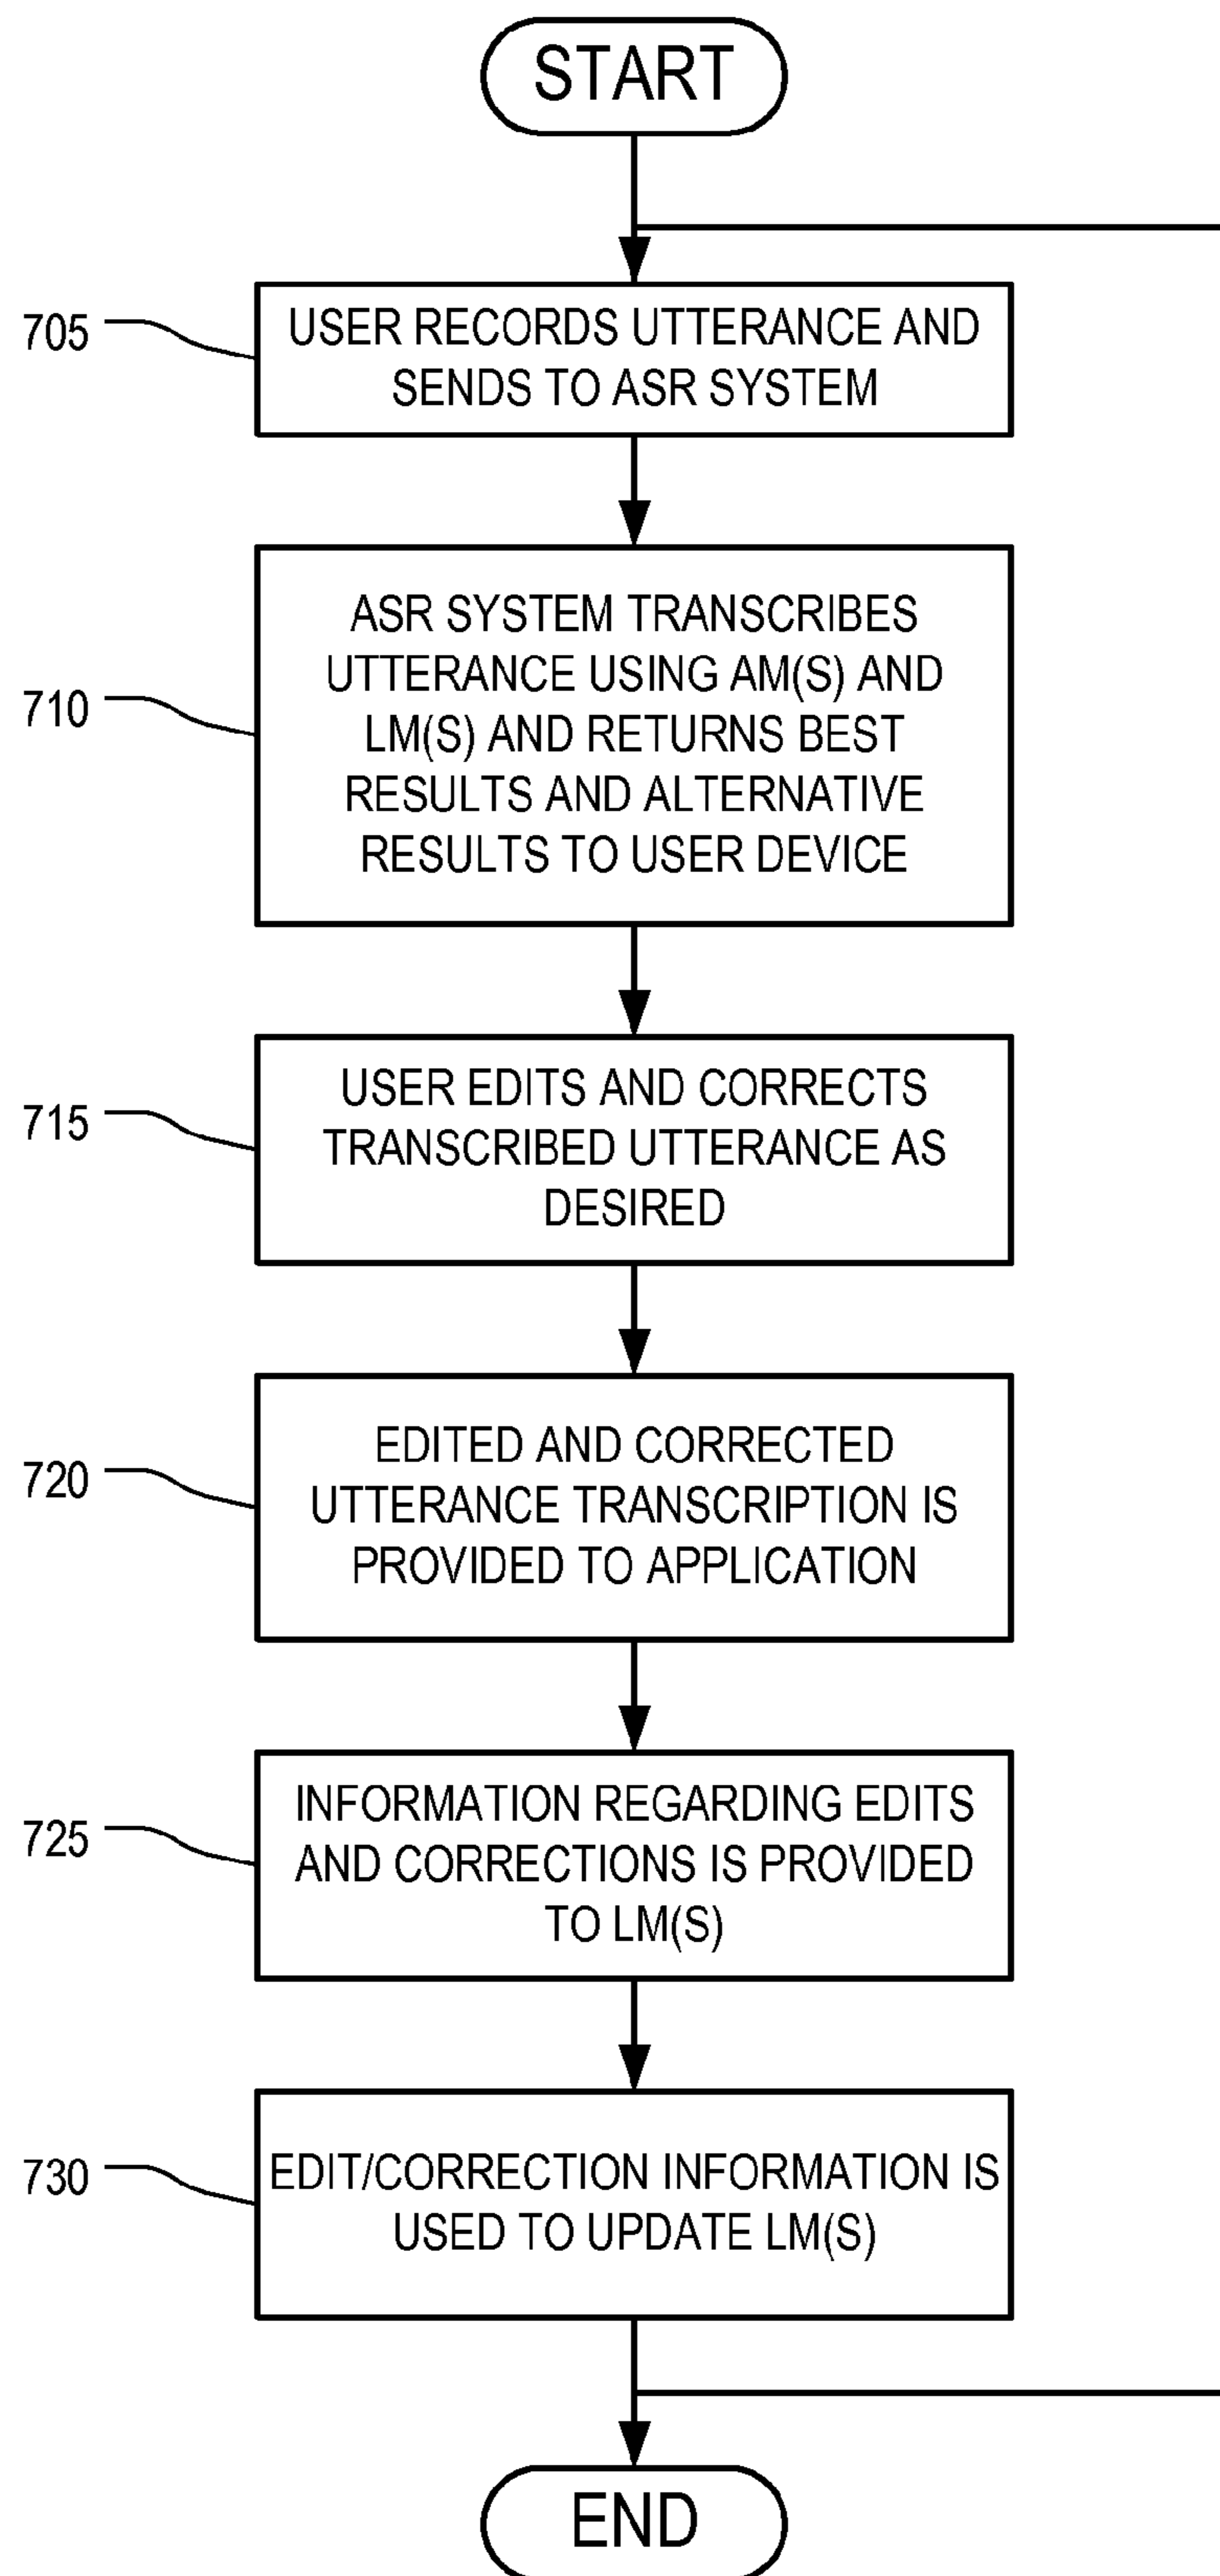 START
705
USER RECORDS UTTERANCE AND
SENDS TO ASR SYSTEM
710
ASR SYSTEM TRANSCRIBES
UTTERANCE USING AM(S) AND
LM(S) AND RETURNS BEST
RESULTS AND ALTERNATIVE
RESULTS TO USER DEVICE
715
USER EDITS AND CORRECTS
TRANSCRIBED UTTERANCE AS
DESIRED
720
EDITED AND CORRECTED
UTTERANCE TRANSCRIPTION IS
PROVIDED TO APPLICATION
725
INFORMATION REGARDING EDITS
AND CORRECTIONS IS PROVIDED
TO LM(S)
730
EDIT/CORRECTION INFORMATION IS
USED TO UPDATE LM(S)
END